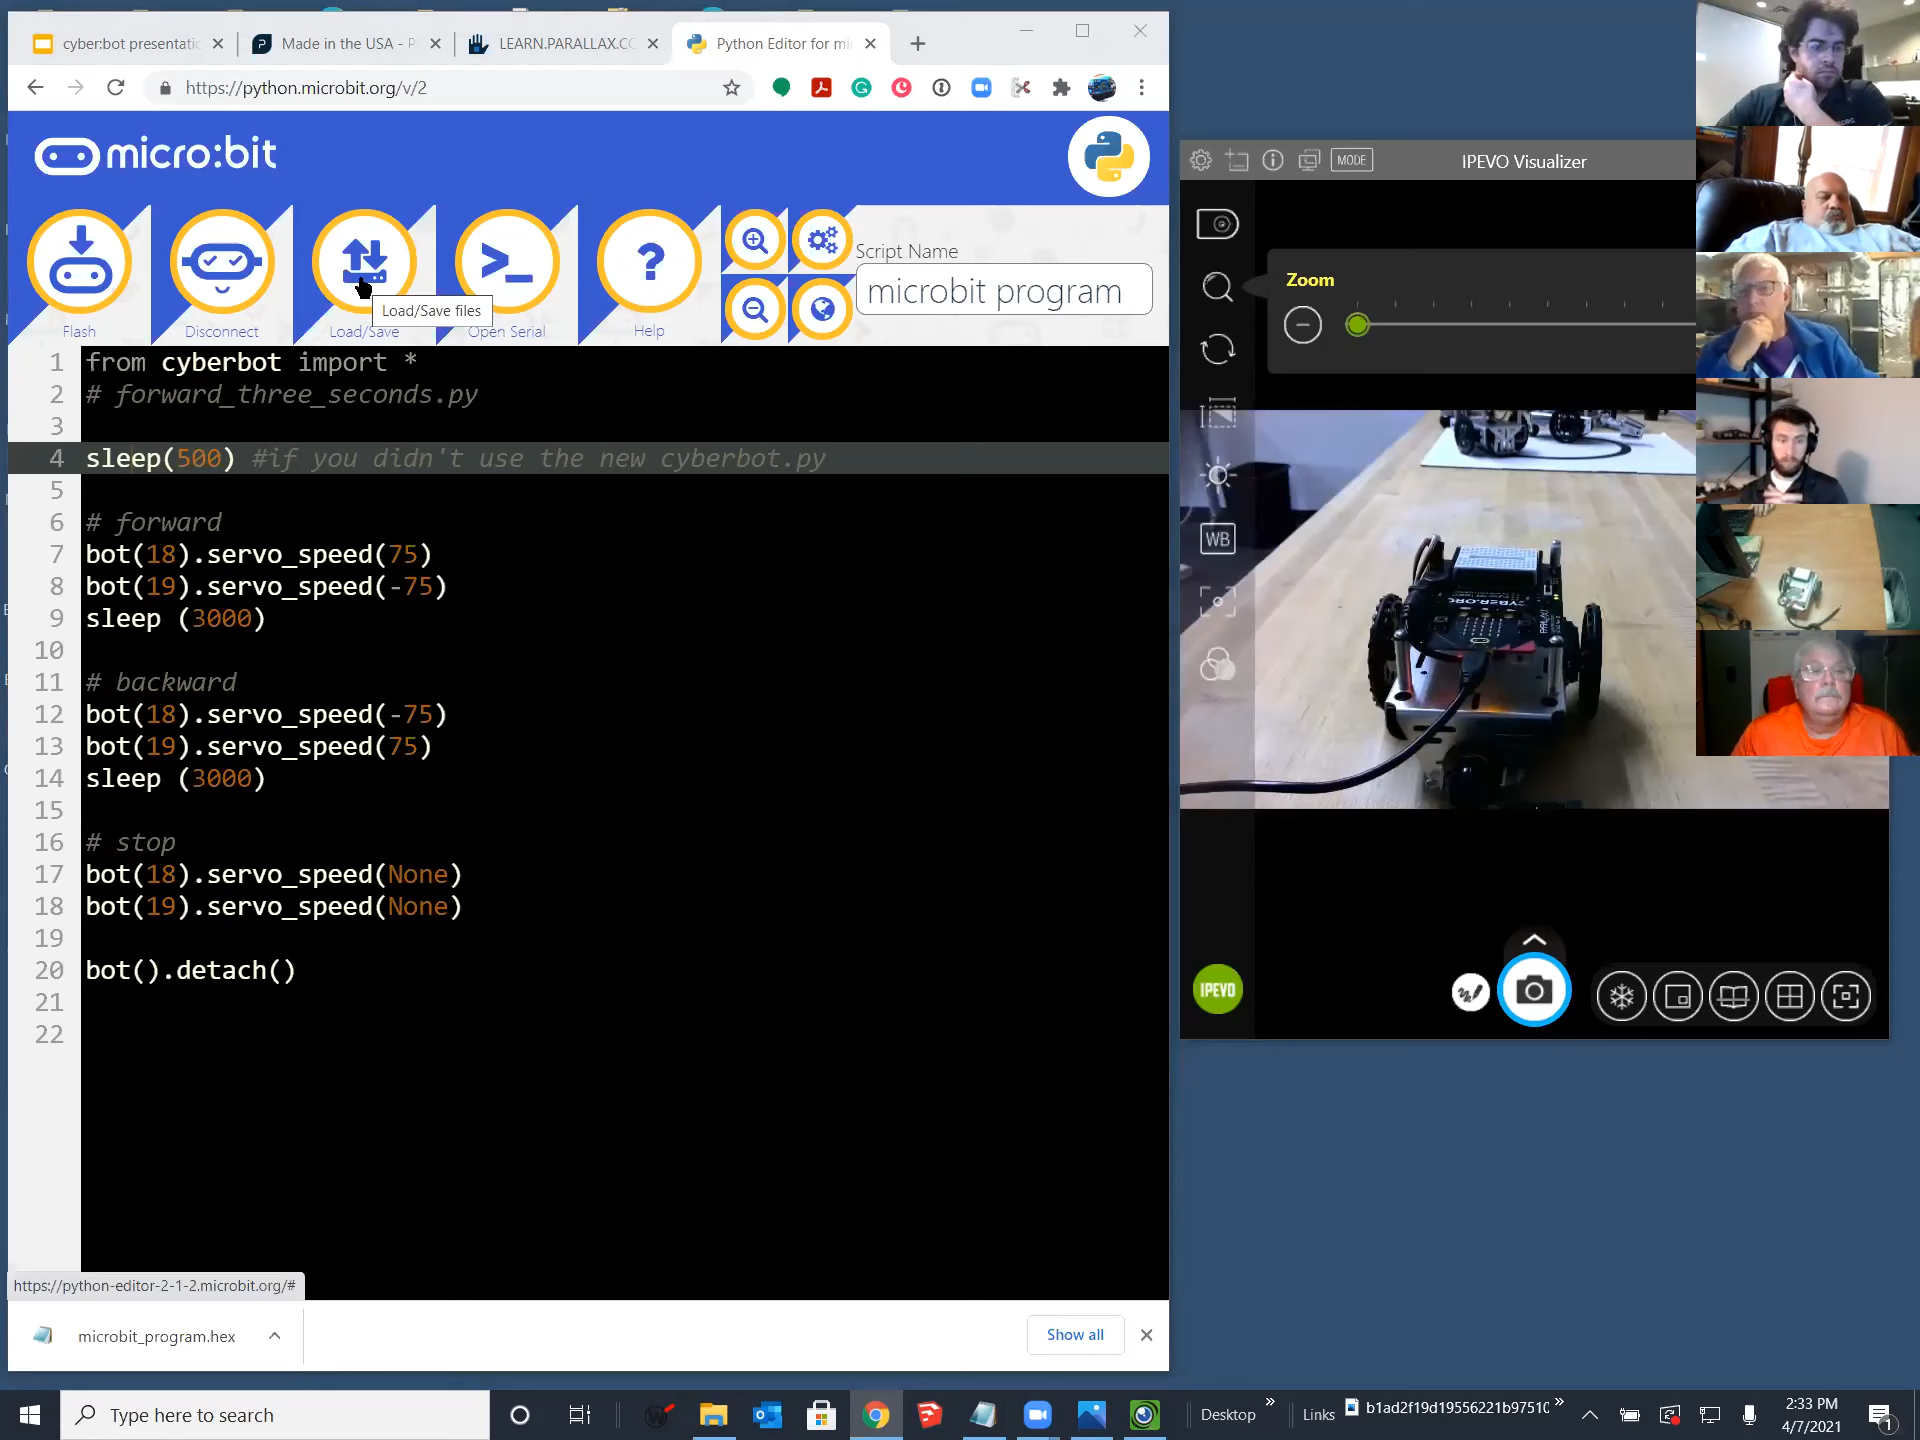 cyber:bot presentatic
Made in the USA - P
LEARN.PARALLAX.CC
Python Editor for mi
https://python.microbit.org/v/2
micro:bit
Flash
Disconnect
Load/Save
Open Serial
Help
Load/Save files
Script Name
microbit program
1 from cyberbot import *
2 # forward_three_seconds.py
3
4 sleep(500) #if you didn't use the new cyberbot.py
5
6 # forward
7 bot(18).servo_speed(75)
8 bot(19).servo_speed(-75)
9 sleep (3000)
10
11 # backward
12 bot(18).servo_speed(-75)
13 bot(19).servo_speed(75)
14 sleep (3000)
15
16 # stop
17 bot(18).servo_speed(None)
18 bot(19).servo_speed(None)
19
20 bot().detach()
21
22
https://python-editor-2-1-2.microbit.org/#
microbit_program.hex
Show all
MODE
IPEVO Visualizer
Zoom
WB
CYBER.ORG
IPEVO
Type here to search
Desktop
Links
b1ad2f19d19556221b9751(
2:33 PM
4/7/2021
1